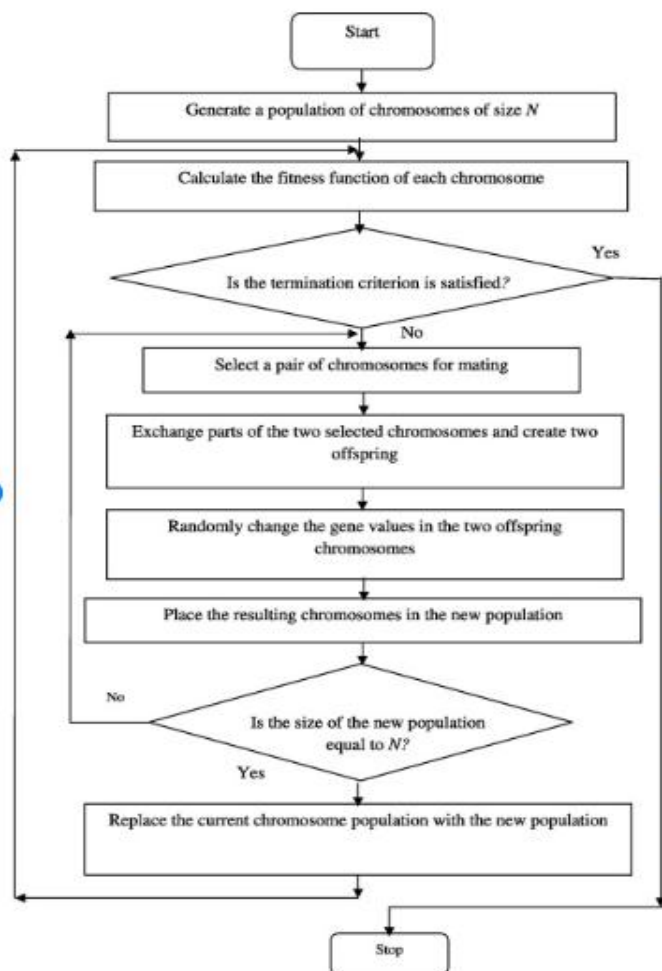 Start
Generate a population of chromosomes of size N
Calculate the fitness function of each chromosome
Yes
Is the termination criterion is satisfied?
No
Select a pair of chromosomes for mating
Exchange parts of the two selected chromosomes and create two
offspring
Randomly change the gene values in the two offspring
chromosomes
Place the resulting chromosomes in the new population
No
Is the size of the new population
equal to N?
Yes
Replace the current chromosome population with the new population
Stop